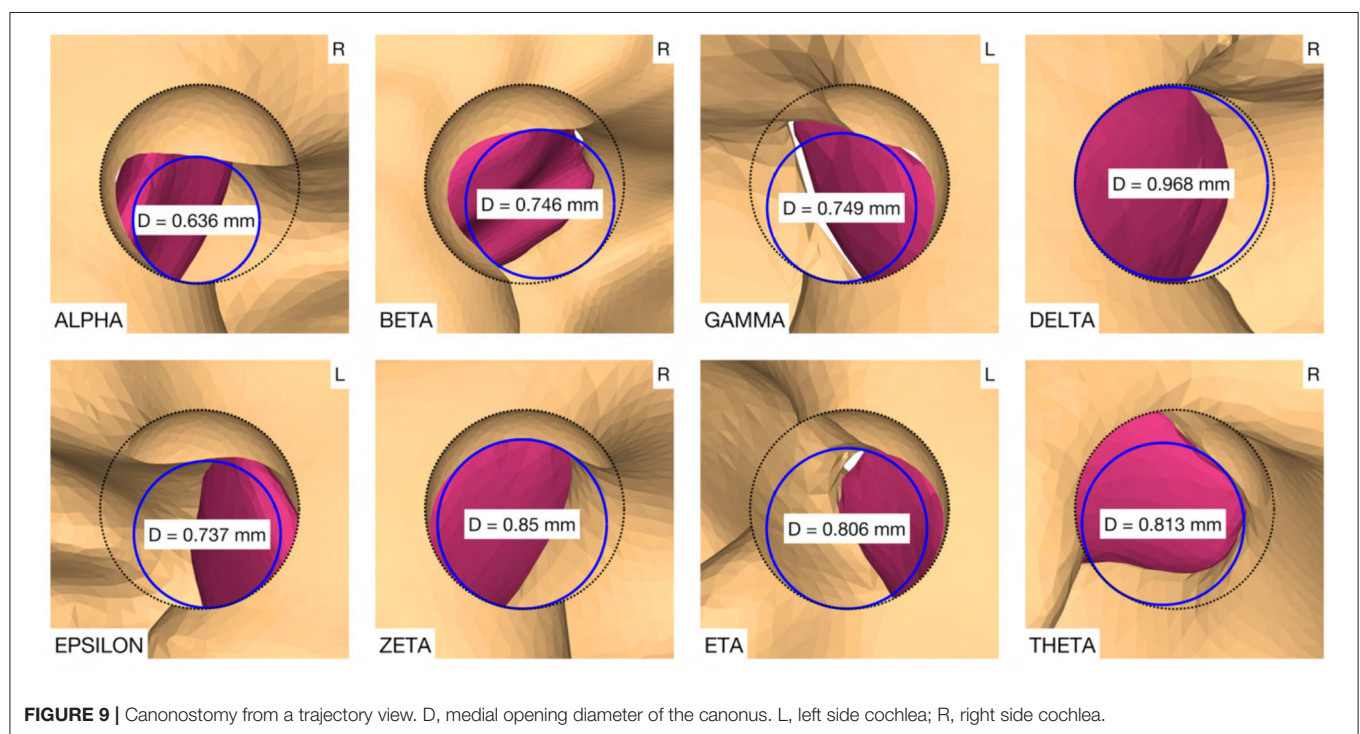 R
R
L
R
D = 0.636 mm
D = 0.746 mm
D = 0.749 mm
D = 0.968 mm
ALPHA
BETA
GAMMA
DELTA
L
R
L
R
D = 0.737 mm
D = 0.85 mm
D = 0.806 mm
D = 0.813 mm
EPSILON
ZETA
ETA
THETA
FIGURE 9 | Canonostomy from a trajectory view. D, medial opening diameter of the canonus. L, left side cochlea; R, right side cochlea.